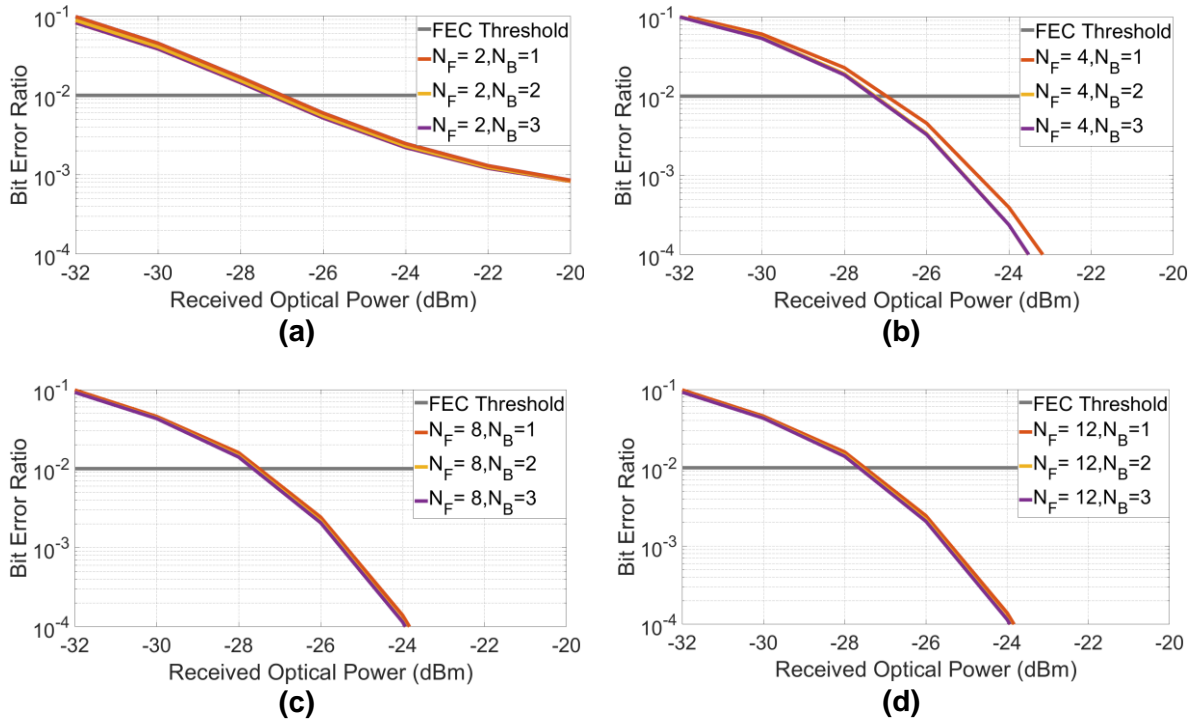 10^-1
10^-2
10^-3
10^-4
Bit Error Ratio
FEC Threshold
N_F= 2,N_B=1
N_F= 2,N_B=2
N_F= 2,N_B=3
-32 -30 -28 -26 -24 -22 -20
Received Optical Power (dBm)
(a)
10^-1
10^-2
10^-3
10^-4
Bit Error Ratio
FEC Threshold
N_F= 4,N_B=1
N_F= 4,N_B=2
N_F= 4,N_B=3
-32 -30 -28 -26 -24 -22 -20
Received Optical Power (dBm)
(b)
10^-1
10^-2
10^-3
10^-4
Bit Error Ratio
FEC Threshold
N_F= 8,N_B=1
N_F= 8,N_B=2
N_F= 8,N_B=3
-32 -30 -28 -26 -24 -22 -20
Received Optical Power (dBm)
(c)
10^-1
10^-2
10^-3
10^-4
Bit Error Ratio
FEC Threshold
N_F= 12,N_B=1
N_F= 12,N_B=2
N_F= 12,N_B=3
-32 -30 -28 -26 -24 -22 -20
Received Optical Power (dBm)
(d)